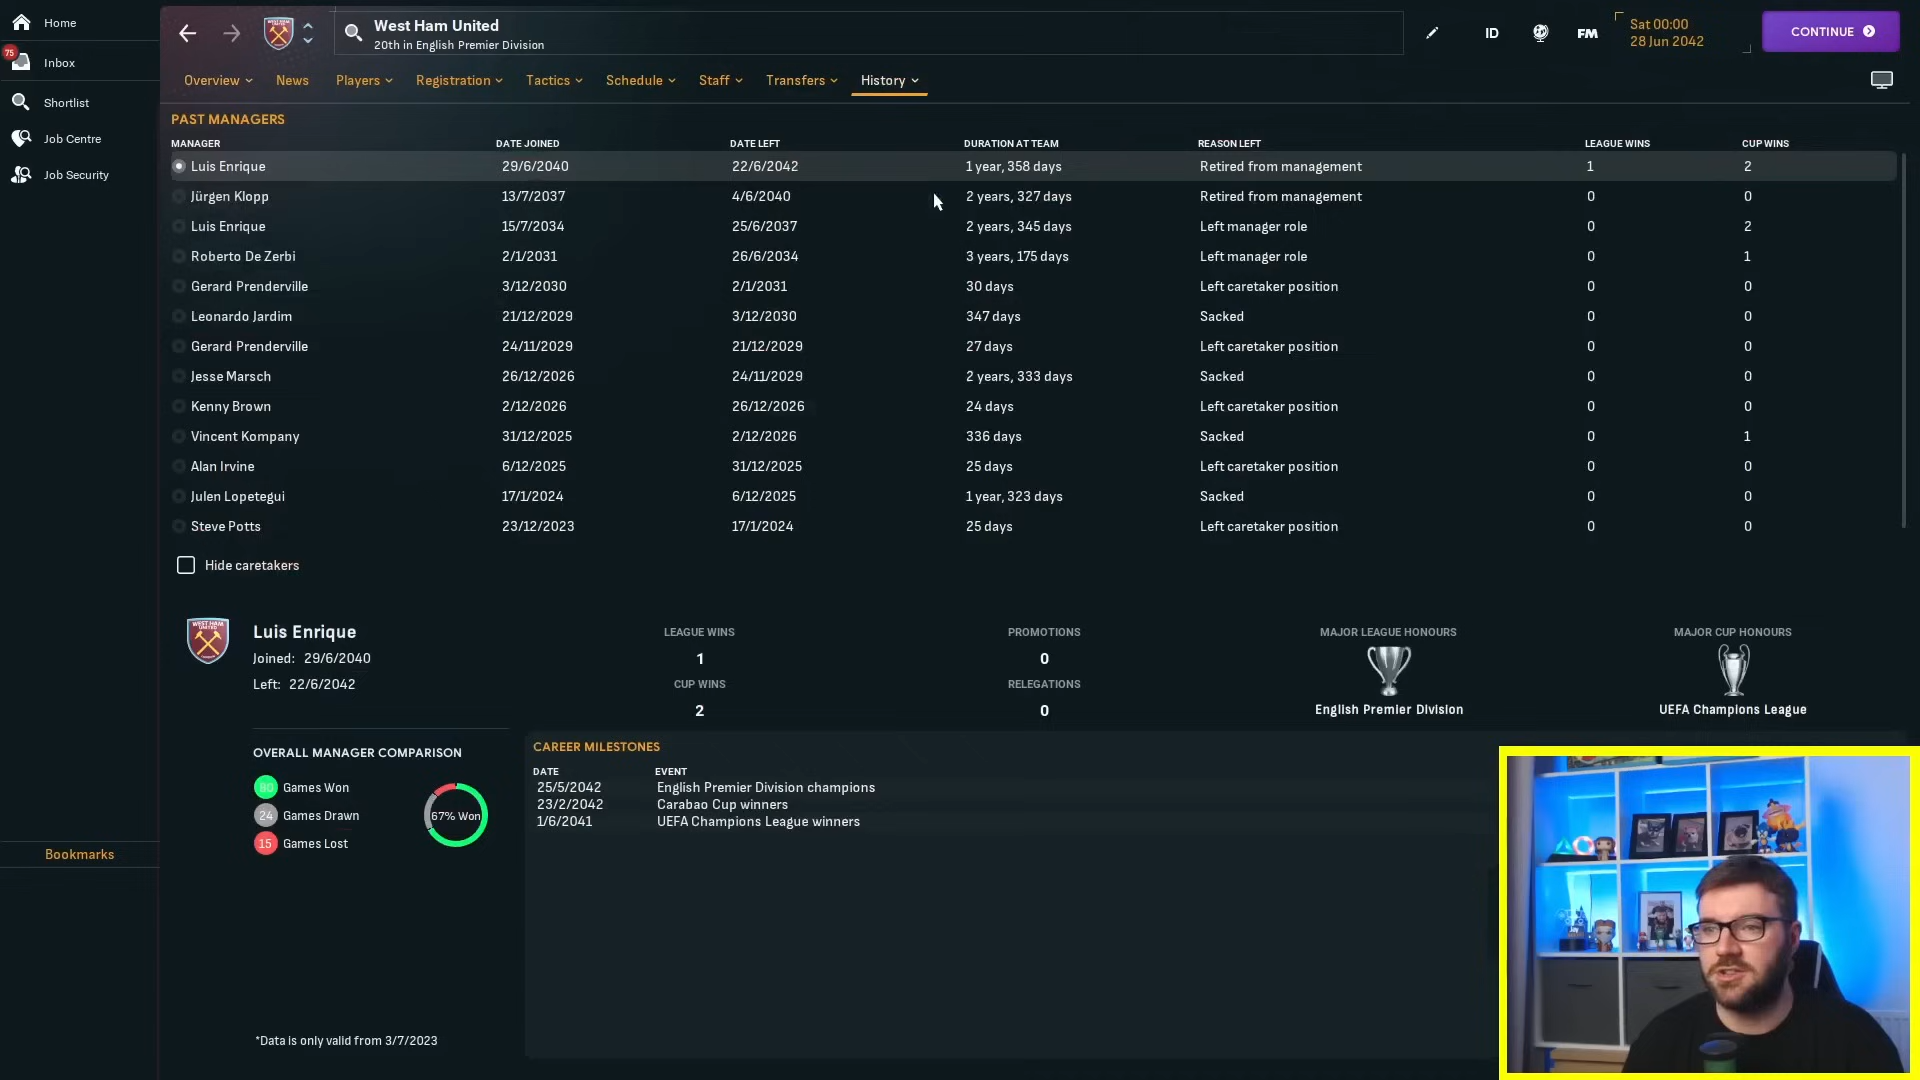 Home
West Ham United
20th in English Premier Division
ID
FM
Sat 00:00
28 Jun 2042
CONTINUE
75
Inbox
Shortlist
Job Centre
Job Security
Bookmarks
Overview News Players Registration Tactics Schedule Staff Transfers History
PAST MANAGERS
MANAGER DATE JOINED DATE LEFT DURATION AT TEAM REASON LEFT LEAGUE WINS CUP WINS
Luis Enrique 29/6/2040 22/6/2042 1 year, 358 days Retired from management 1 2
Jürgen Klopp 13/7/2037 4/6/2040 2 years, 327 days Retired from management 0 0
Luis Enrique 15/7/2034 25/6/2037 2 years, 345 days Left manager role 0 2
Roberto De Zerbi 2/1/2031 26/6/2034 3 years, 175 days Left manager role 0 1
Gerard Prenderville 3/12/2030 2/1/2031 30 days Left caretaker position 0 0
Leonardo Jardim 21/12/2029 3/12/2030 347 days Sacked 0 0
Gerard Prenderville 24/11/2029 21/12/2029 27 days Left caretaker position 0 0
Jesse Marsch 26/12/2026 24/11/2029 2 years, 333 days Sacked 0 0
Kenny Brown 2/12/2026 26/12/2026 24 days Left caretaker position 0 0
Vincent Kompany 31/12/2025 2/12/2026 336 days Sacked 0 1
Alan Irvine 6/12/2025 31/12/2025 25 days Left caretaker position 0 0
Julen Lopetegui 17/1/2024 6/12/2025 1 year, 323 days Sacked 0 0
Steve Potts 23/12/2023 17/1/2024 25 days Left caretaker position 0 0
Hide caretakers
Luis Enrique
Joined: 29/6/2040
Left: 22/6/2042
LEAGUE WINS
1
CUP WINS
2
PROMOTIONS
0
RELEGATIONS
0
MAJOR LEAGUE HONOURS
English Premier Division
MAJOR CUP HONOURS
UEFA Champions League
OVERALL MANAGER COMPARISON
80 Games Won
24 Games Drawn
15 Games Lost
67% Won
CAREER MILESTONES
DATE EVENT
25/5/2042 English Premier Division champions
23/2/2042 Carabao Cup winners
1/6/2041 UEFA Champions League winners
*Data is only valid from 3/7/2023